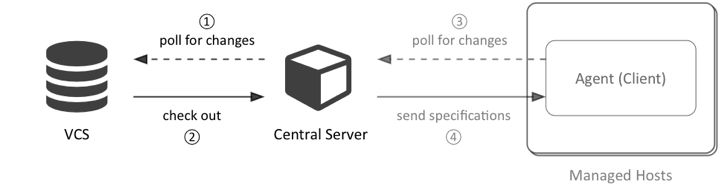 ①
poll for changes
③
poll for changes
Agent (Client)
check out
②
send specifications
④
VCS
Central Server
Managed Hosts